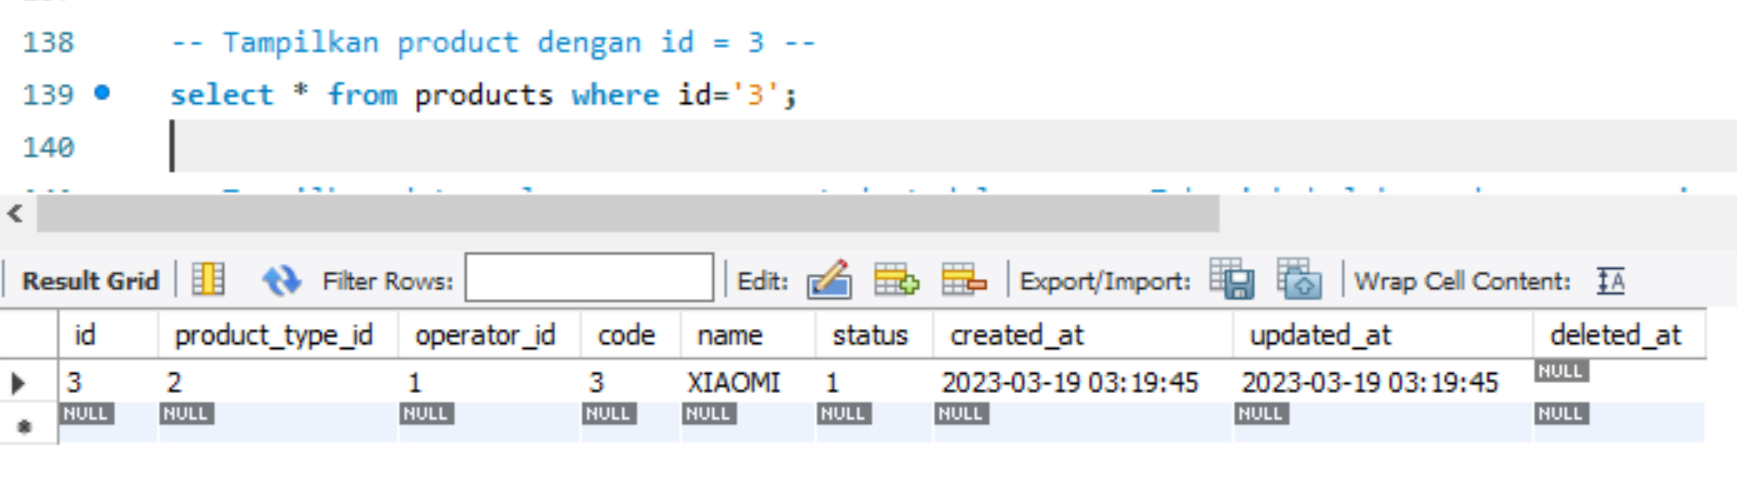 138 -- Tampilkan product dengan id = 3 --
139 select * from products where id='3';
140
Result Grid Filter Rows: Edit: Export/Import: Wrap Cell Content:
id product_type_id operator_id code name status created_at updated_at deleted_at
3 2 1 3 XIAOMI 1 2023-03-19 03:19:45 2023-03-19 03:19:45 NULL
NULL NULL NULL NULL NULL NULL NULL NULL NULL